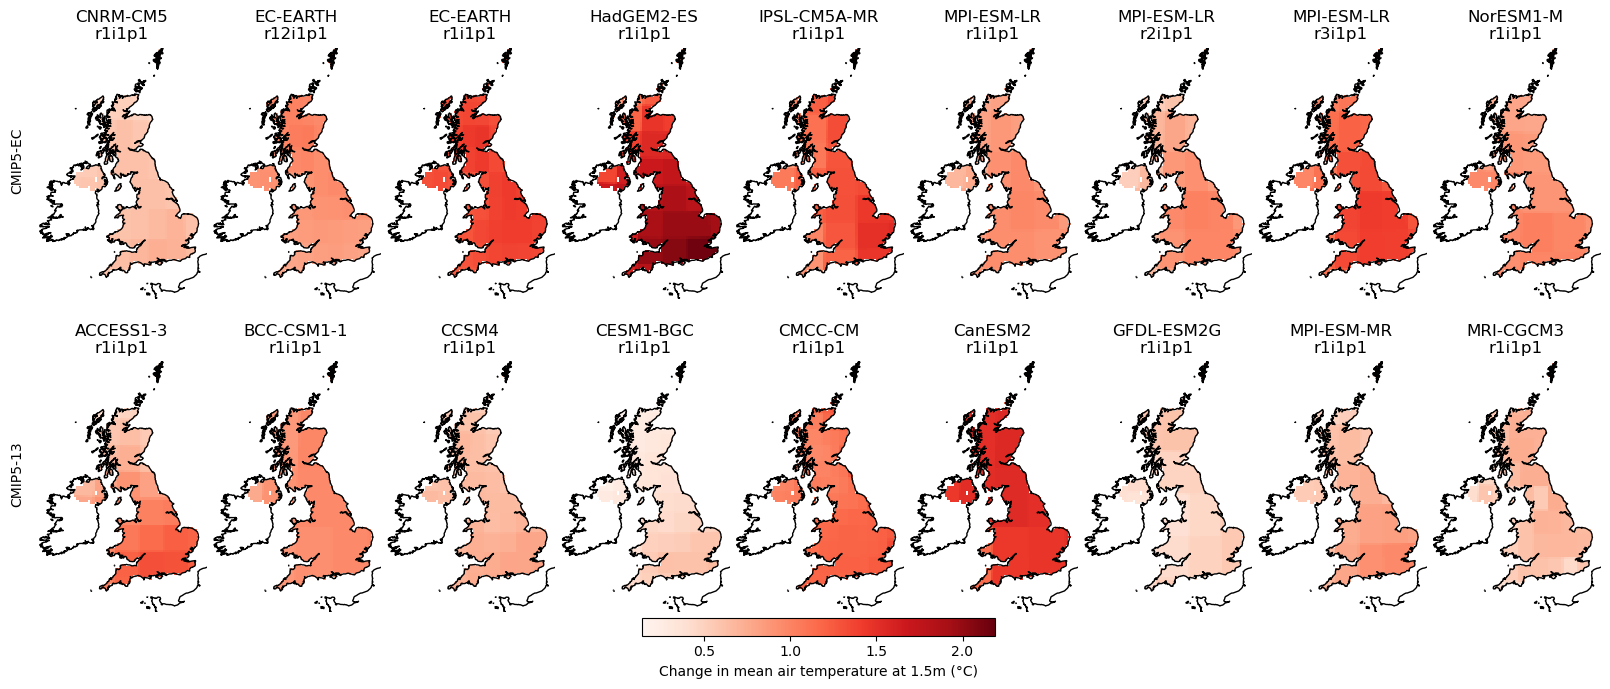 CNRM-CM5
r1i1p1
EC-EARTH
r12i1p1
EC-EARTH
r1i1p1
HadGEM2-ES
r1i1p1
IPSL-CM5A-MR
r1i1p1
MPI-ESM-LR
r1i1p1
MPI-ESM-LR
r2i1p1
MPI-ESM-LR
r3i1p1
NorESM1-M
r1i1p1
CMIP5-EC
ACCESS1-3
r1i1p1
BCC-CSM1-1
r1i1p1
CCSM4
r1i1p1
CESM1-BGC
r1i1p1
CMCC-CM
r1i1p1
CanESM2
r1i1p1
GFDL-ESM2G
r1i1p1
MPI-ESM-MR
r1i1p1
MRI-CGCM3
r1i1p1
CMIP5-13
0.5 1.0 1.5 2.0
Change in mean air temperature at 1.5m (°C)